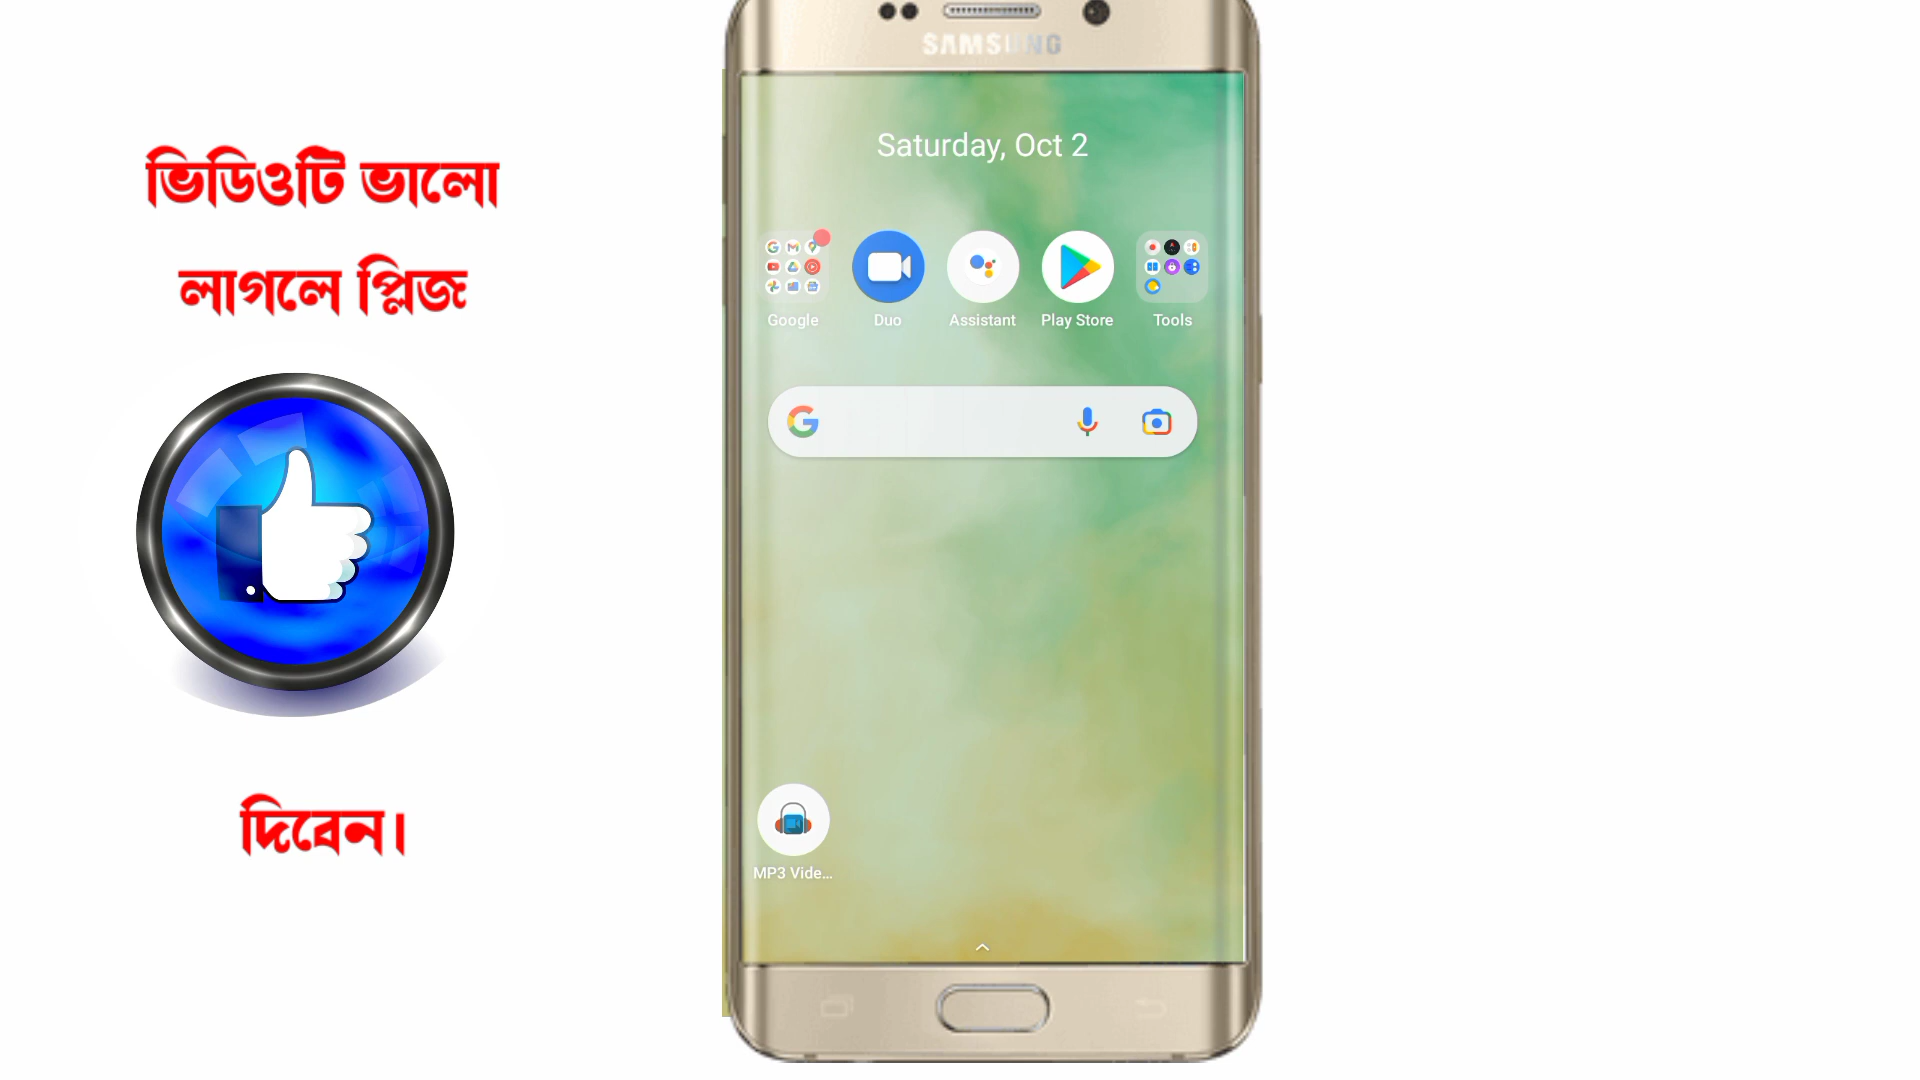 ভিডিওটি ভালো
লাগলে প্লিজ
দিবেন।
SAMSUNG
Saturday, Oct 2
Google
Duo
Assistant
Play Store
Tools
MP3 Vide...